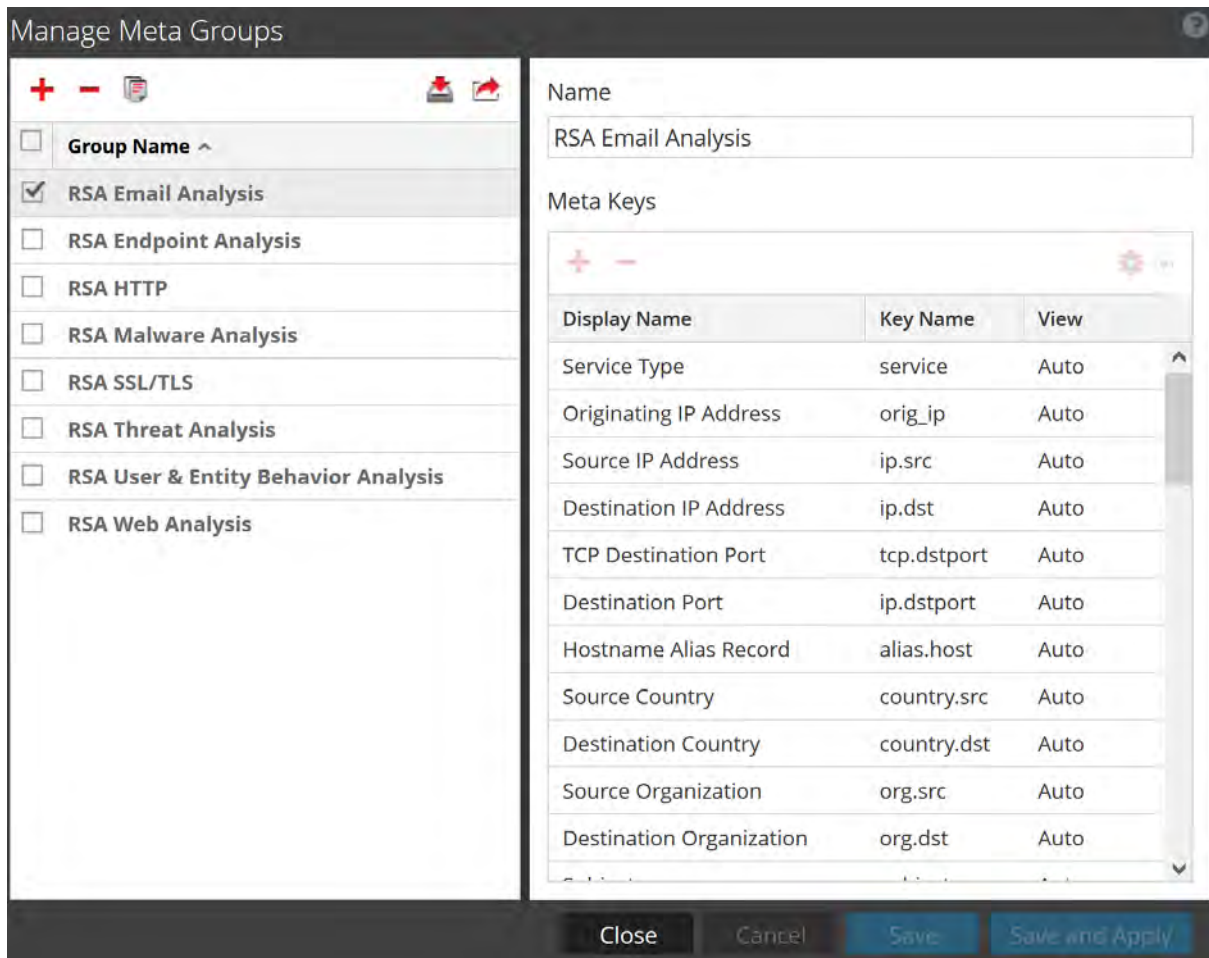 Manage Meta Groups
Group Name
RSA Email Analysis
RSA Endpoint Analysis
RSA HTTP
RSA Malware Analysis
RSA SSL/TLS
RSA Threat Analysis
RSA User & Entity Behavior Analysis
RSA Web Analysis
Name
RSA Email Analysis
Meta Keys
Display Name Key Name View
Service Type service Auto
Originating IP Address orig_ip Auto
Source IP Address ip.src Auto
Destination IP Address ip.dst Auto
TCP Destination Port tcp.dstport Auto
Destination Port ip.dstport Auto
Hostname Alias Record alias.host Auto
Source Country country.src Auto
Destination Country country.dst Auto
Source Organization org.src Auto
Destination Organization org.dst Auto
Close Cancel Save Save and Apply